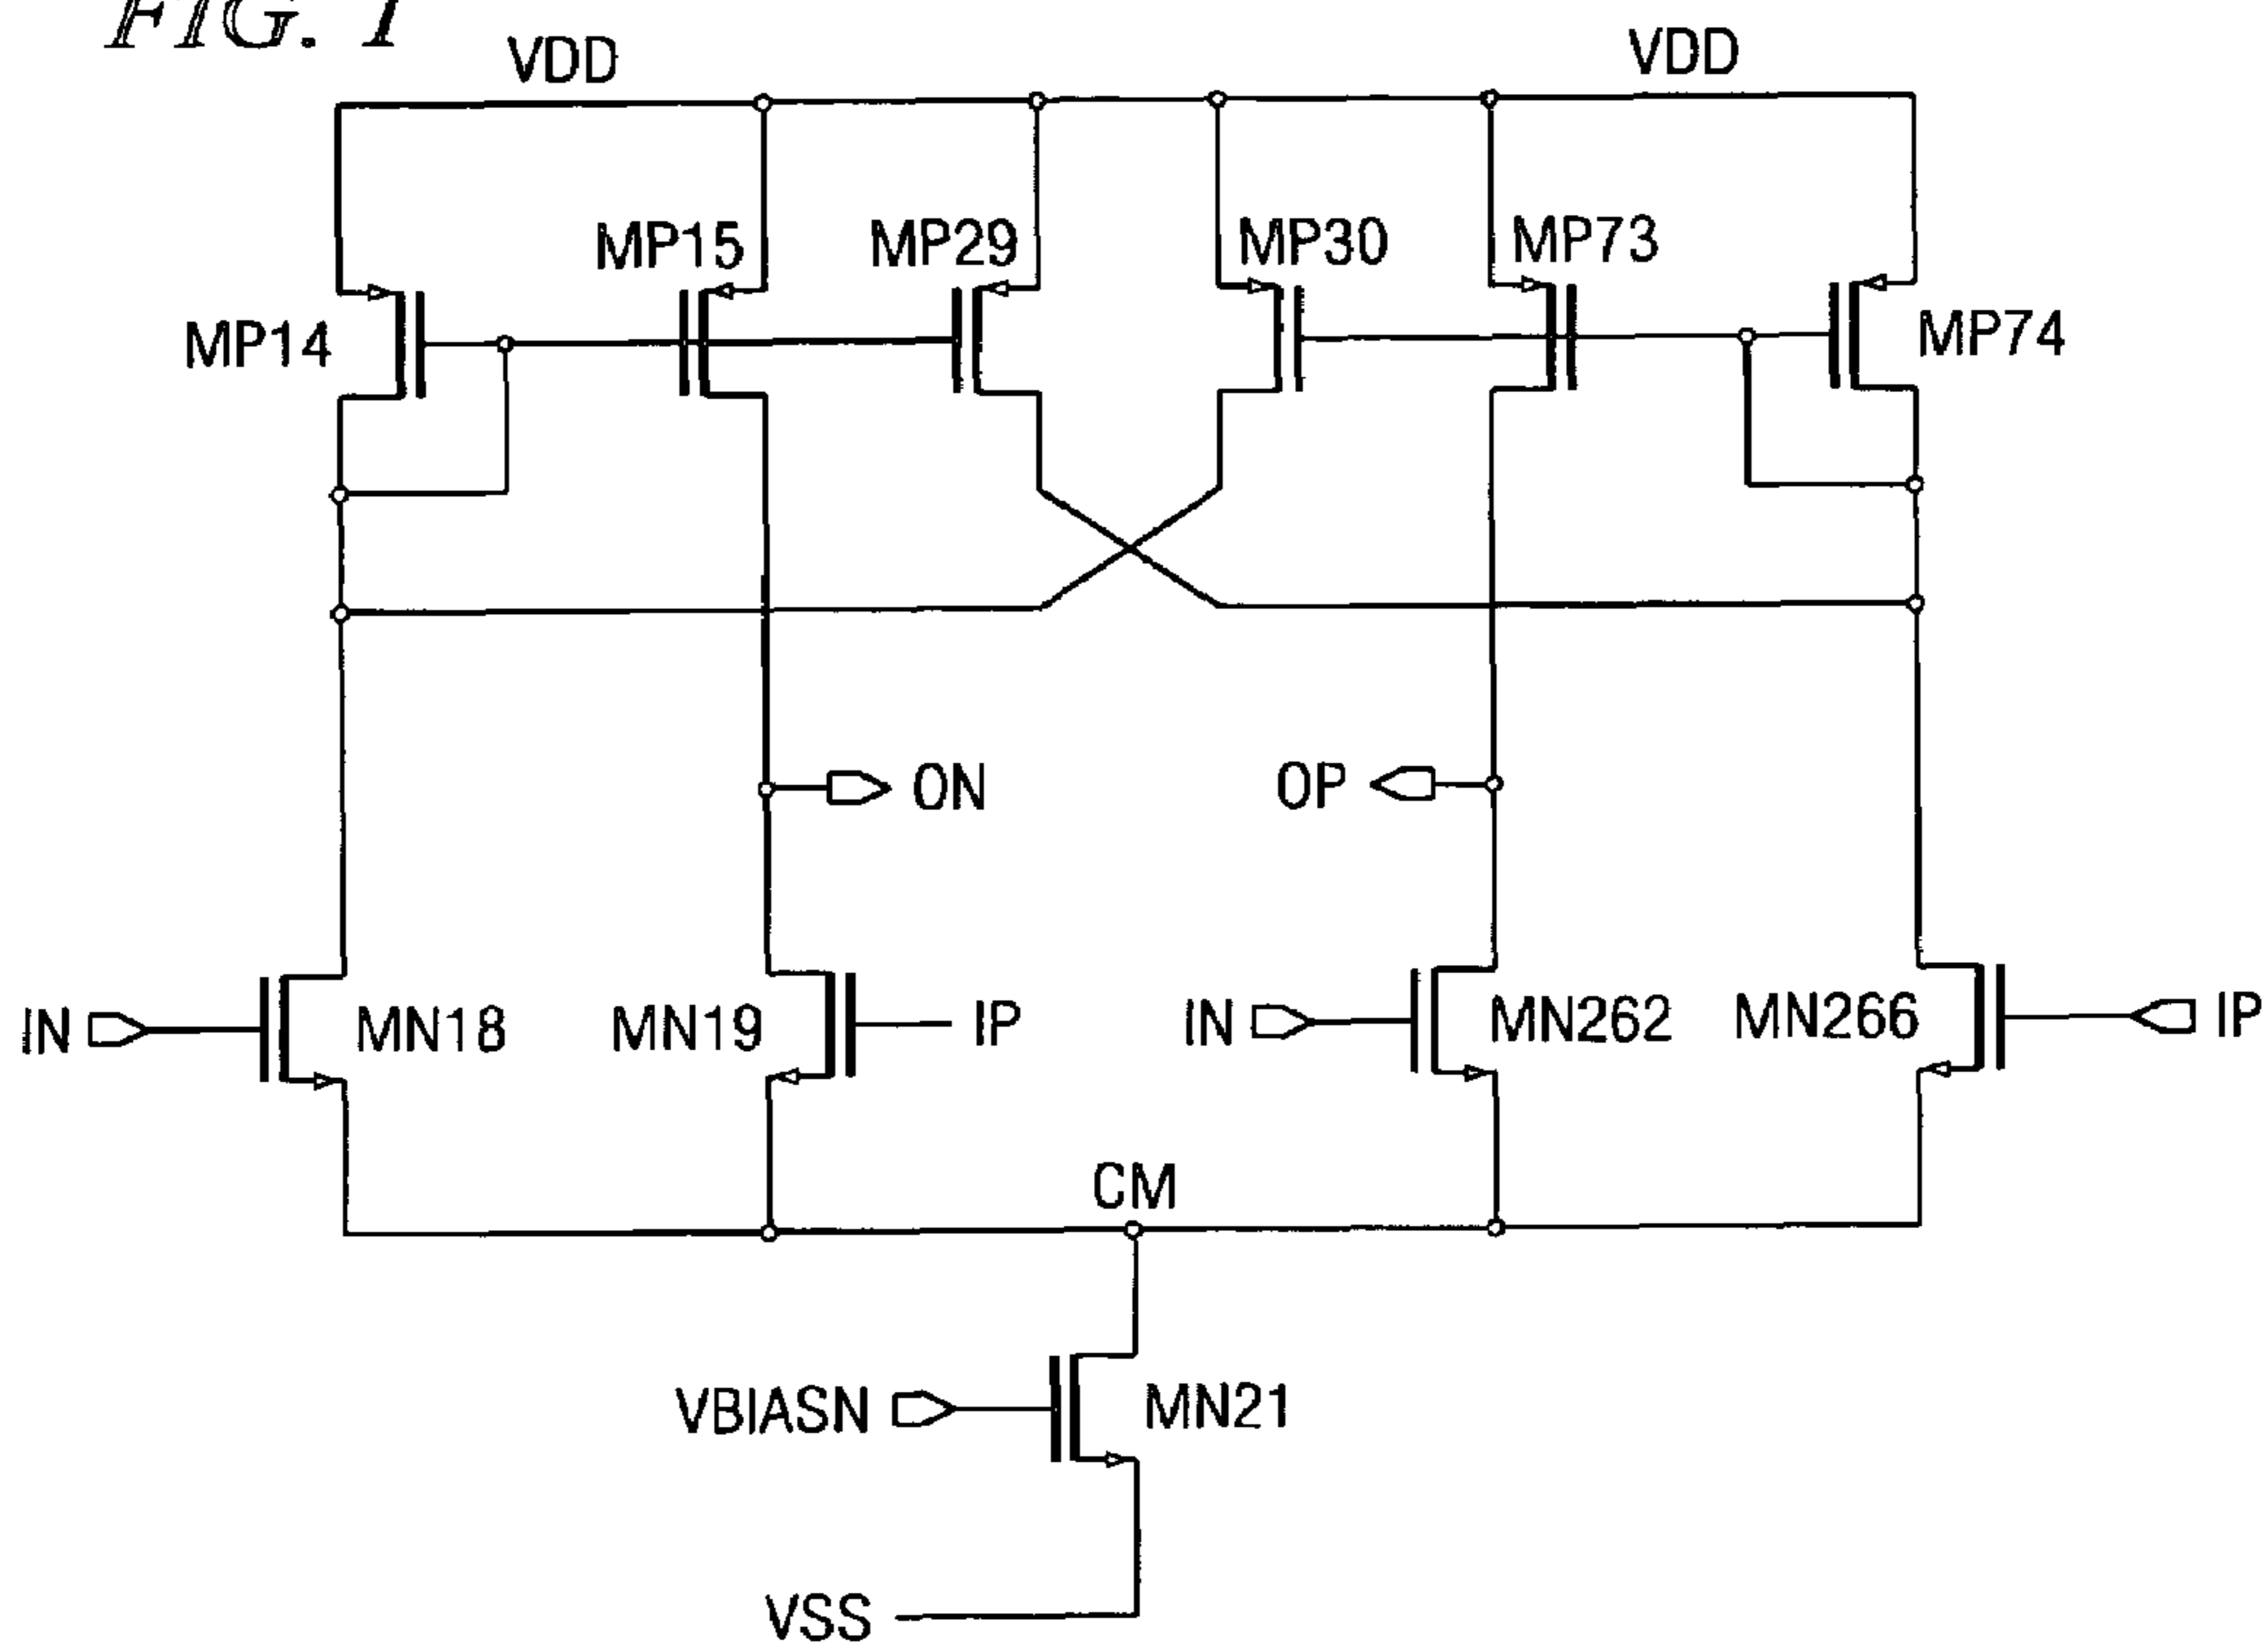 FIG. 1
VDD
VDD
MP15
MP29
MP30
MP73
MP14
MP74
ON
OP
IN
MN18
MN19
IP
IN
MN262
MN266
IP
CM
VBIASN
MN21
VSS